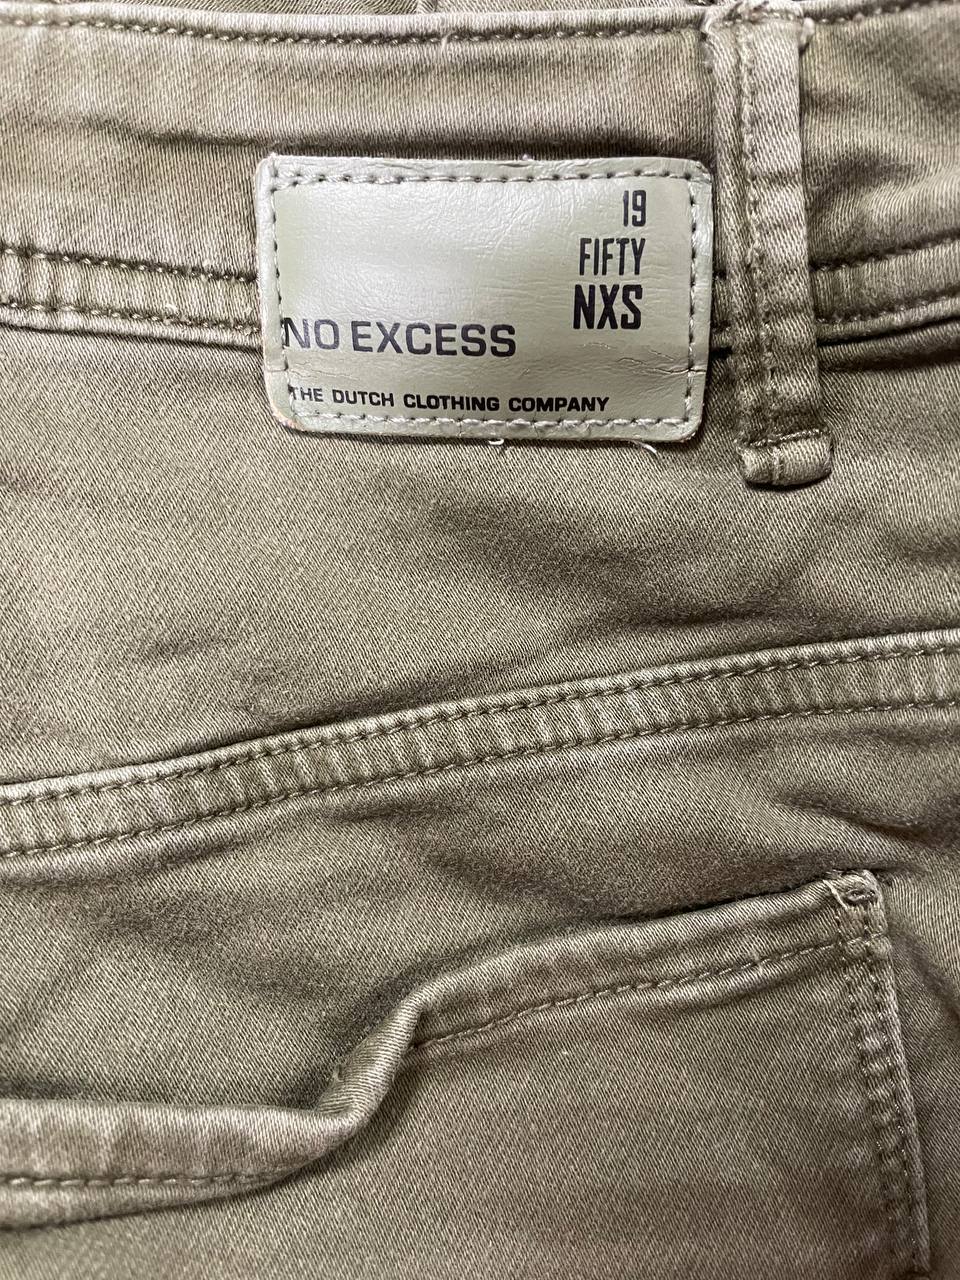 19
FIFTY
NXS
NO EXCESS
THE DUTCH CLOTHING COMPANY